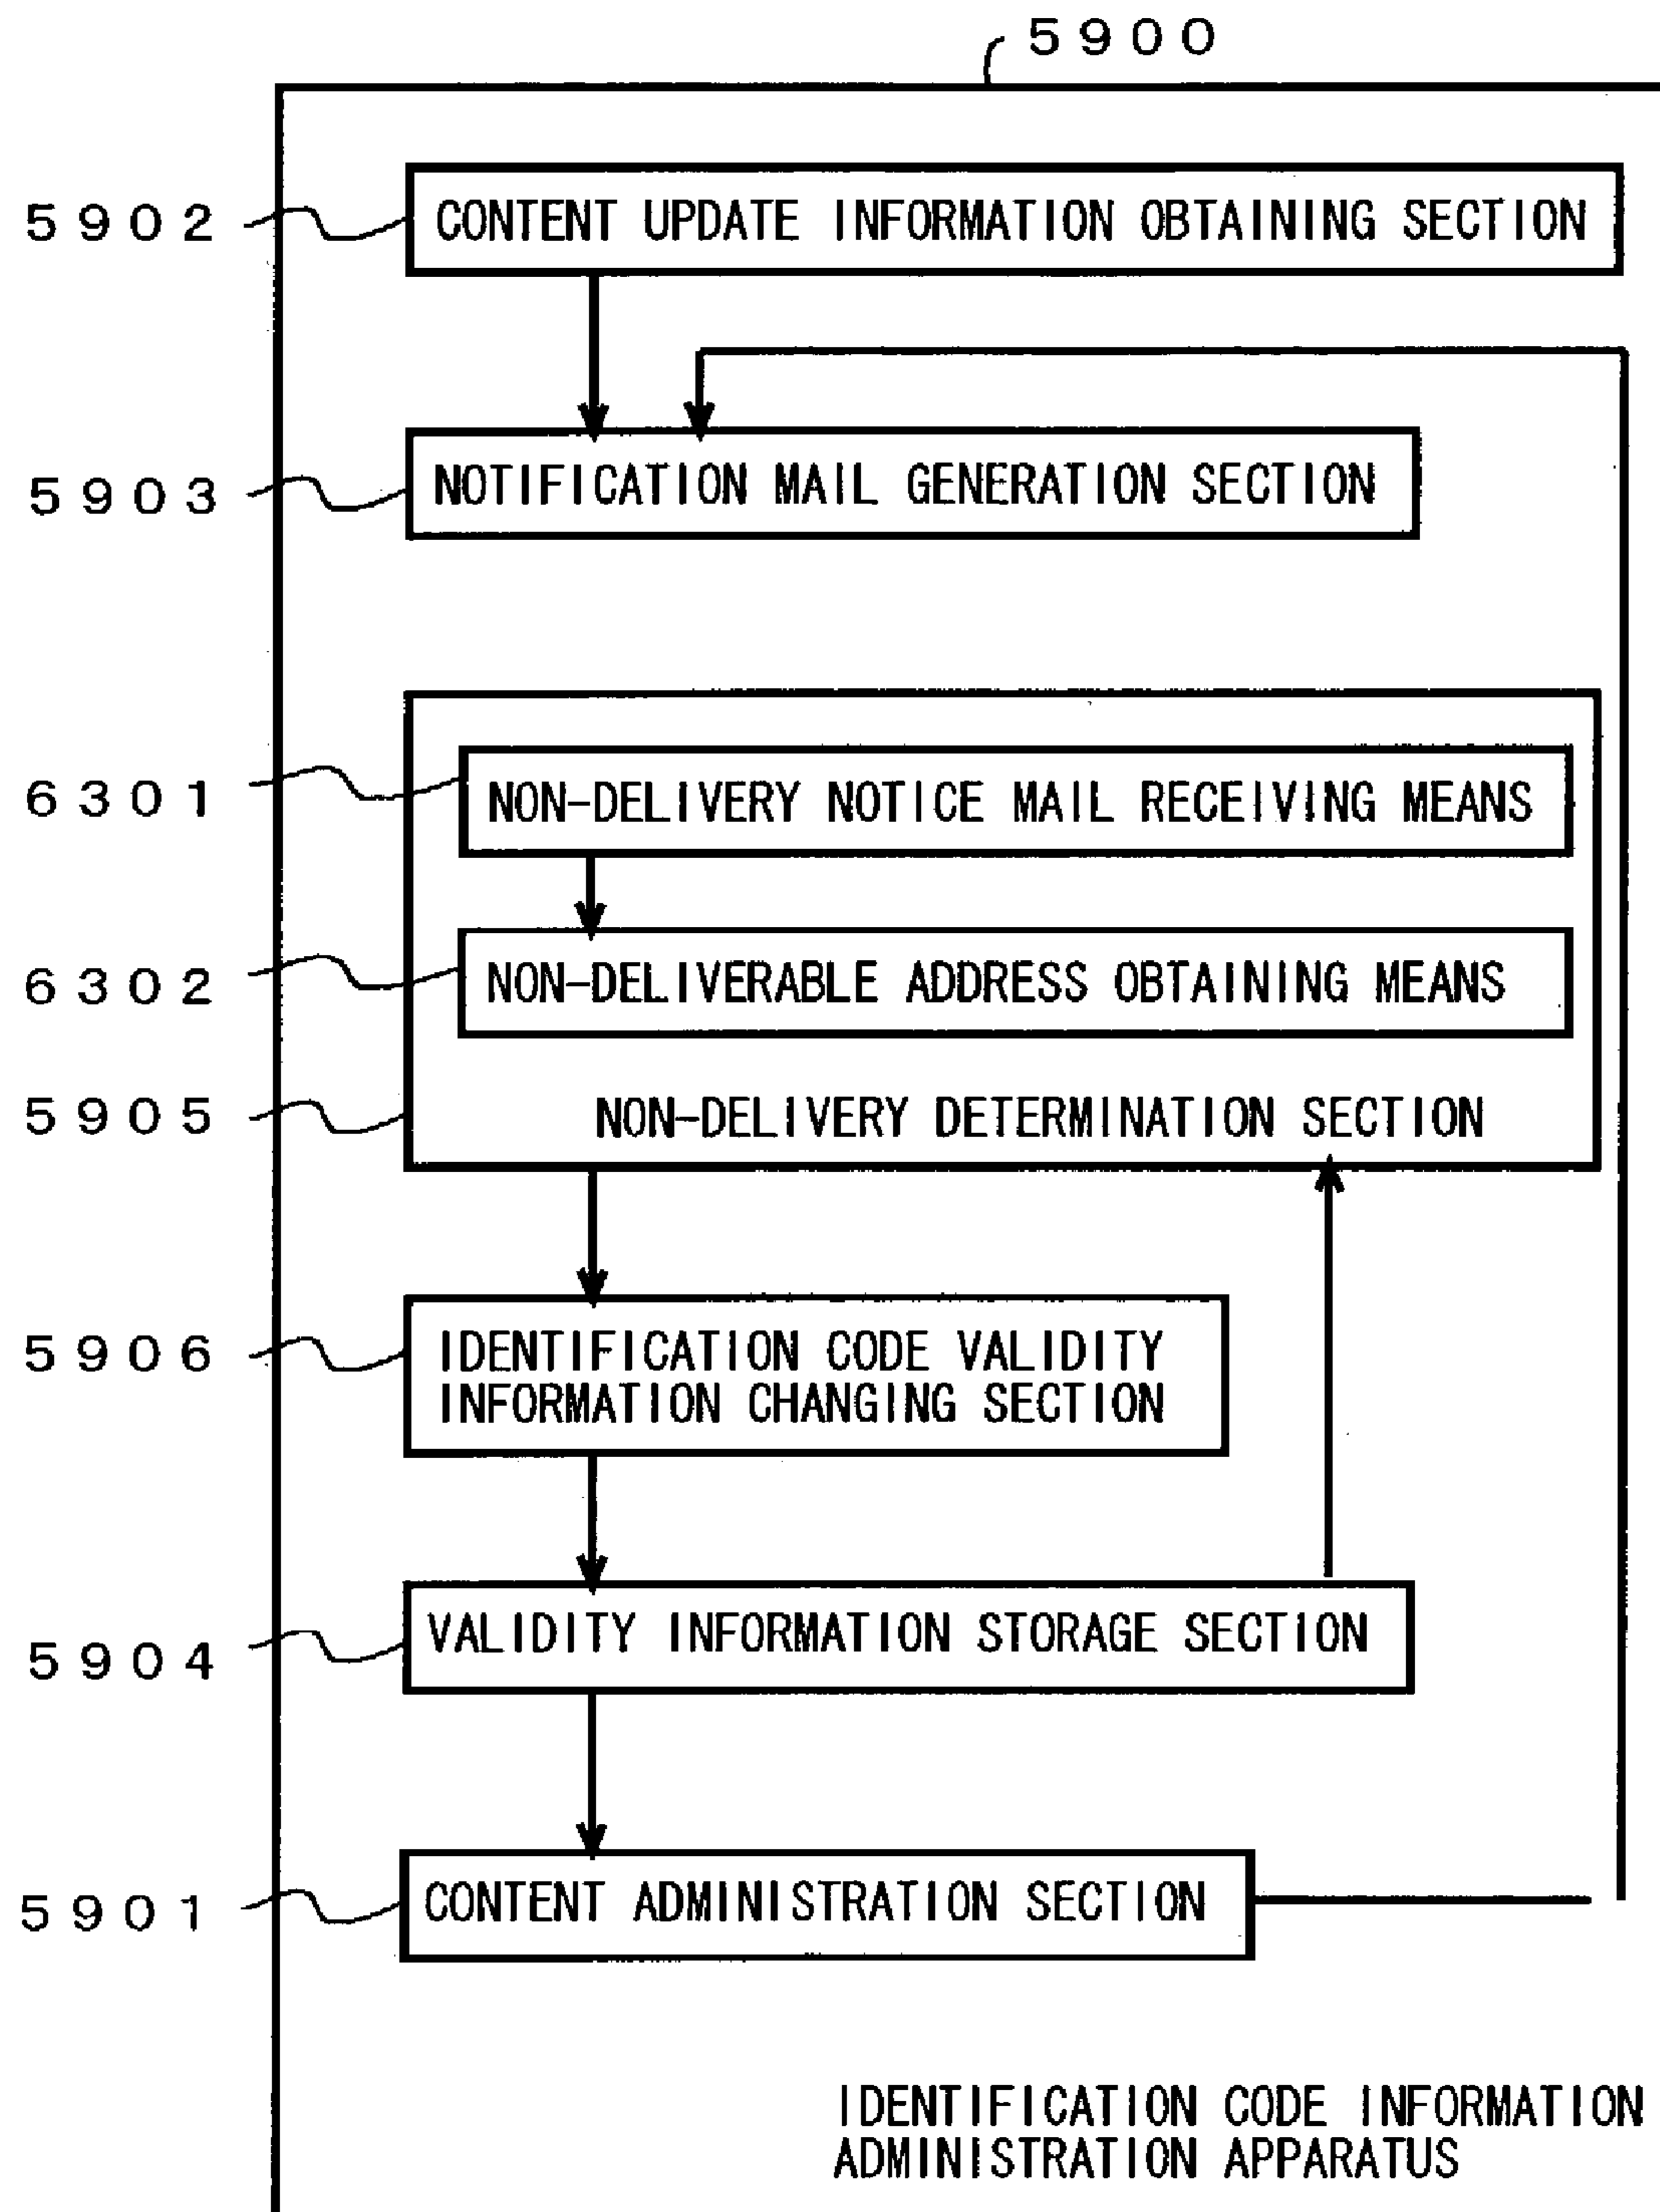 5900
5902
CONTENT UPDATE INFORMATION OBTAINING SECTION
5903
NOTIFICATION MAIL GENERATION SECTION
6301
NON-DELIVERY NOTICE MAIL RECEIVING MEANS
6302
NON-DELIVERABLE ADDRESS OBTAINING MEANS
5905
NON-DELIVERY DETERMINATION SECTION
5906
IDENTIFICATION CODE VALIDITY
INFORMATION CHANGING SECTION
5904
VALIDITY INFORMATION STORAGE SECTION
5901
CONTENT ADMINISTRATION SECTION
IDENTIFICATION CODE INFORMATION
ADMINISTRATION APPARATUS